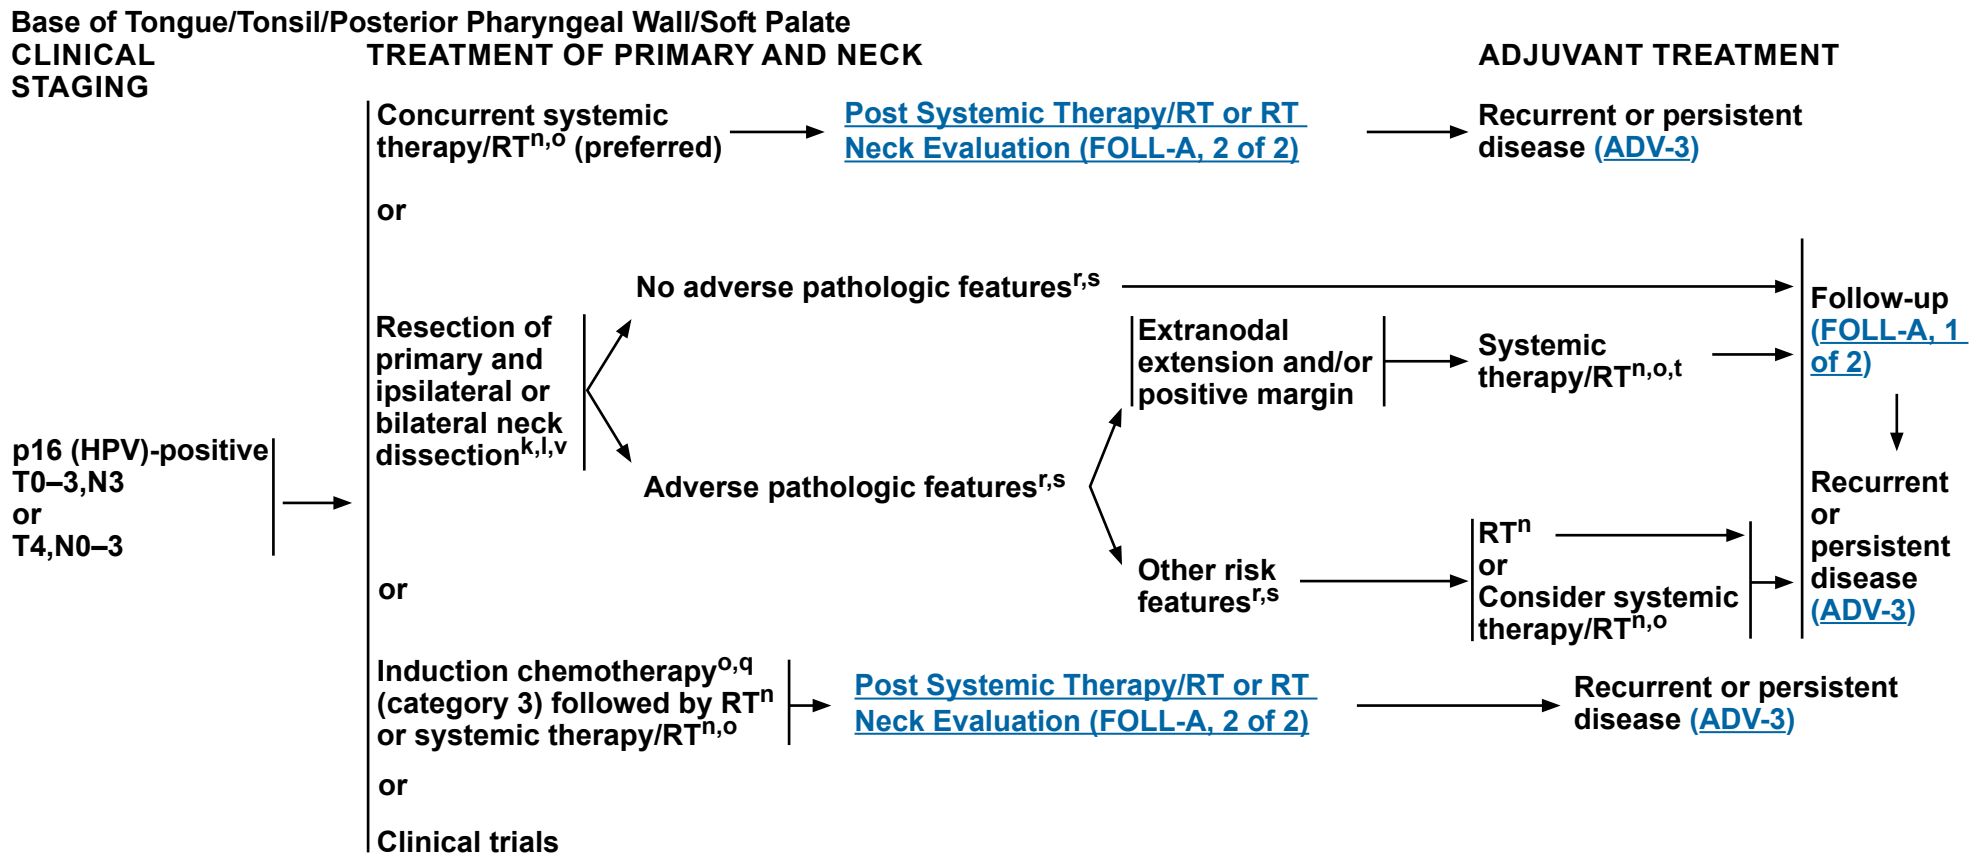 Base of Tongue/Tonsil/Posterior Pharyngeal Wall/Soft Palate
CLINICAL
STAGING
TREATMENT OF PRIMARY AND NECK
ADJUVANT TREATMENT
p16 (HPV)-positive
T0–3,N3
or
T4,N0–3
Concurrent systemic
therapy/RTn,o (preferred)
Post Systemic Therapy/RT or RT
Neck Evaluation (FOLL-A, 2 of 2)
Recurrent or persistent
disease (ADV-3)
or
Resection of
primary and
ipsilateral or
bilateral neck
dissectionk,l,v
No adverse pathologic featuresr,s
Adverse pathologic featuresr,s
Extranodal
extension and/or
positive margin
Systemic
therapy/RTn,o,t
Other risk
featuresr,s
RTn
or
Consider systemic
therapy/RTn,o
Follow-up
(FOLL-A, 1
of 2)
Recurrent
or
persistent
disease
(ADV-3)
or
Induction chemotherapyo,q
(category 3) followed by RTn
or systemic therapy/RTn,o
Post Systemic Therapy/RT or RT
Neck Evaluation (FOLL-A, 2 of 2)
Recurrent or persistent
disease (ADV-3)
or
Clinical trials